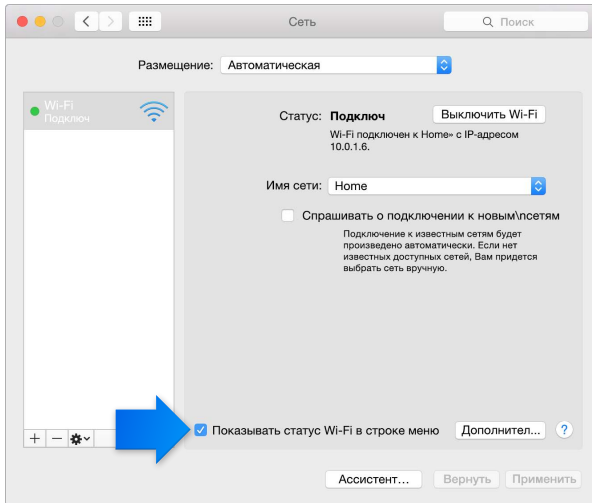 Сеть
Поиск
Размещение: Автоматическая
Wi-Fi
Подключ
Статус: Подключ
Выключить Wi-Fi
Wi-Fi подключен к Home» с IP-адресом
10.0.1.6.
Имя сети: Home
Спрашивать о подключении к новым\nсетям
Подключение к известным сетям будет
произведено автоматически. Если нет
известных доступных сетей, Вам придется
выбрать сеть вручную.
Показывать статус Wi-Fi в строке меню
Дополнител... ?
Ассистент... Вернуть Применить